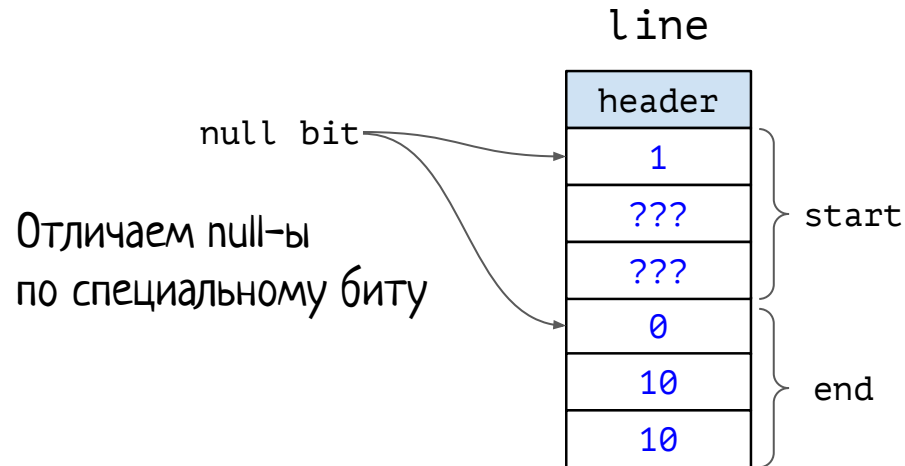 line
header
null bit
1
???
start
???
Отличаем null-ы
по специальному биту
0
10
end
10